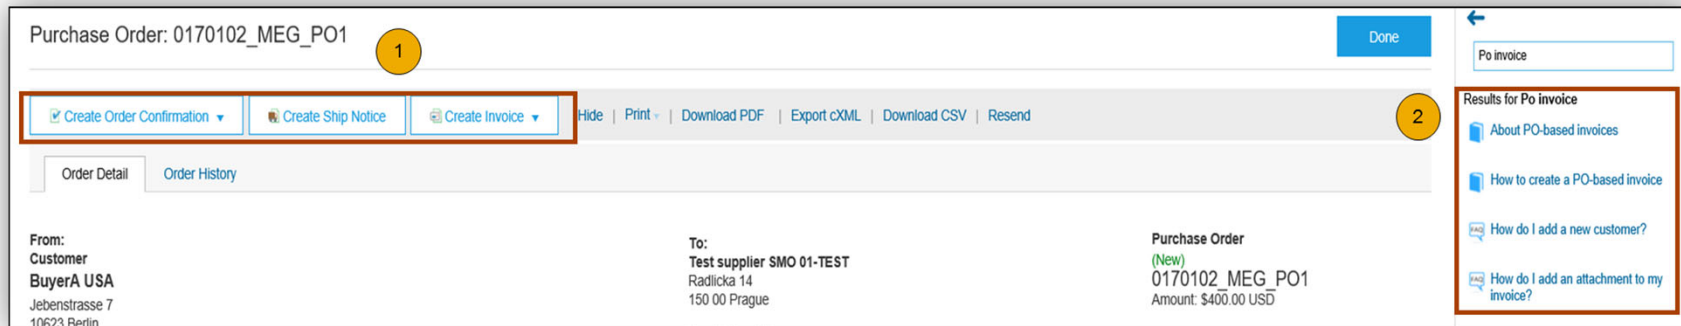 Purchase Order: 0170102_MEG_PO1
1
Done
Create Order Confirmation
Create Ship Notice
Create Invoice
Hide | Print | Download PDF | Export cXML | Download CSV | Resend
Order Detail
Order History
From:
Customer
BuyerA USA
Jebenstrasse 7
10623 Berlin
To:
Test supplier SMO 01-TEST
Radlicka 14
150 00 Prague
Purchase Order
(New)
0170102_MEG_PO1
Amount: $400.00 USD
Po invoice
2
Results for Po invoice
About PO-based invoices
How to create a PO-based invoice
FAQ
How do I add a new customer?
FAQ
How do I add an attachment to my
invoice?